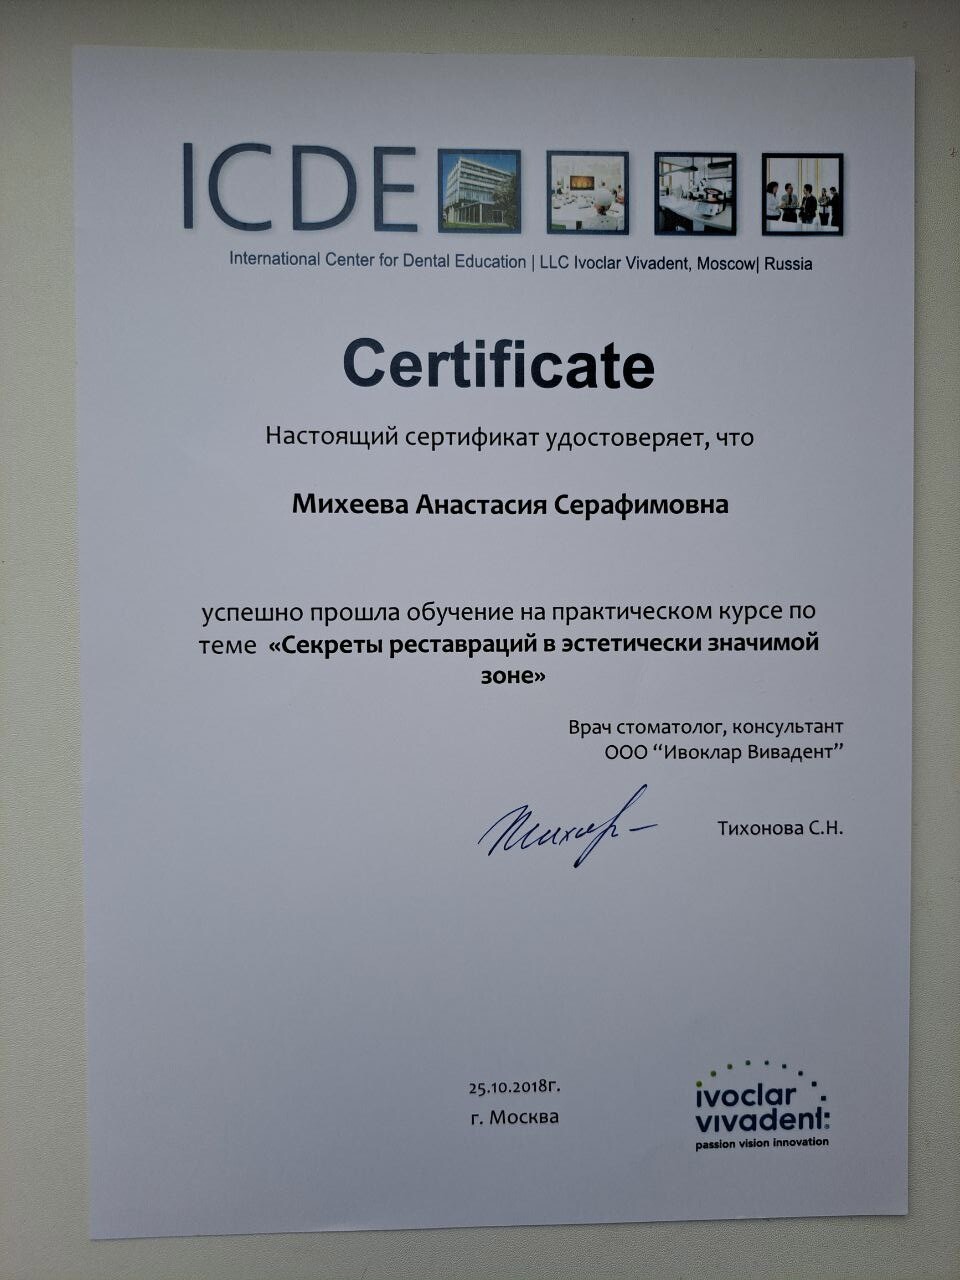 ICDE
International Center for Dental Education | LLC Ivoclar Vivadent, Moscow| Russia
Certificate
Настоящий сертификат удостоверяет, что
Михеева Анастасия Серафимовна
успешно прошла обучение на практическом курсе по
теме «Секреты реставраций в эстетически значимой
зоне»
Врач стоматолог, консультант
ООО “Ивоклар Вивадент”
Тихонова С.Н.
25.10.2018г.
г. Москва
ivoclar
vivadent:
passion vision innovation